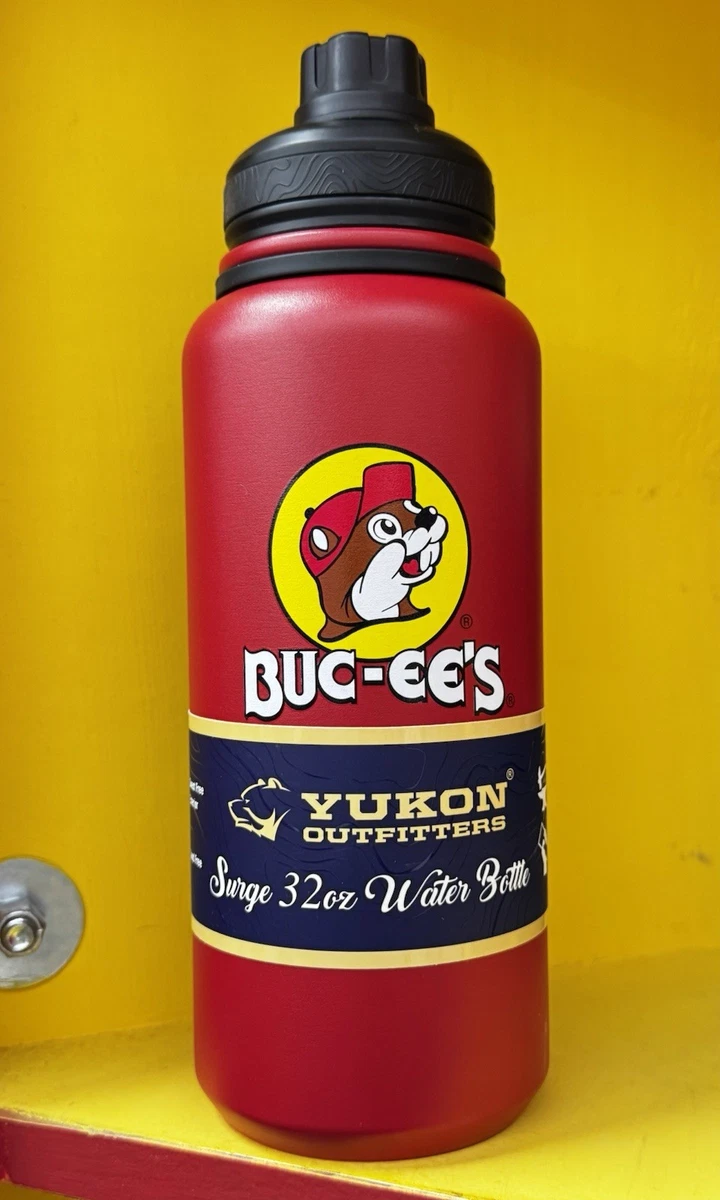 ®
BUC-EE'S®
YUKON®
OUTFITTERS
Surge 32oz Water Bottle